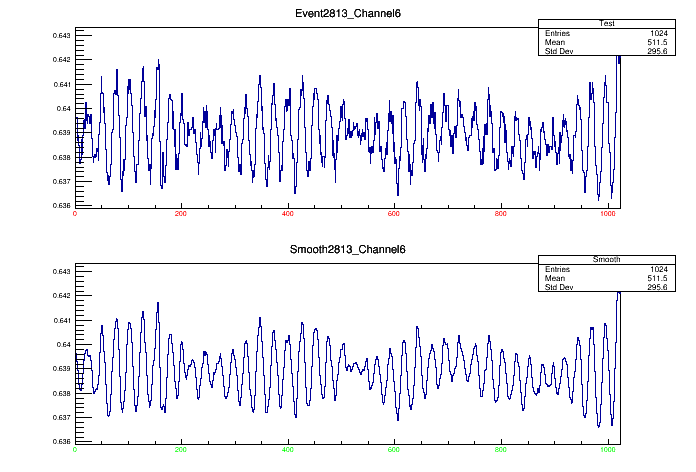 Event2813_Channel6
Test
Entries 1024
Mean 511.5
Std Dev 295.6
0.643
0.642
0.641
0.64
0.639
0.638
0.637
0.636
0 200 400 600 800 1000
Smooth2813_Channel6
Smooth
Entries 1024
Mean 511.5
Std Dev 295.6
0.643
0.642
0.641
0.64
0.639
0.638
0.637
0.636
0 200 400 600 800 1000